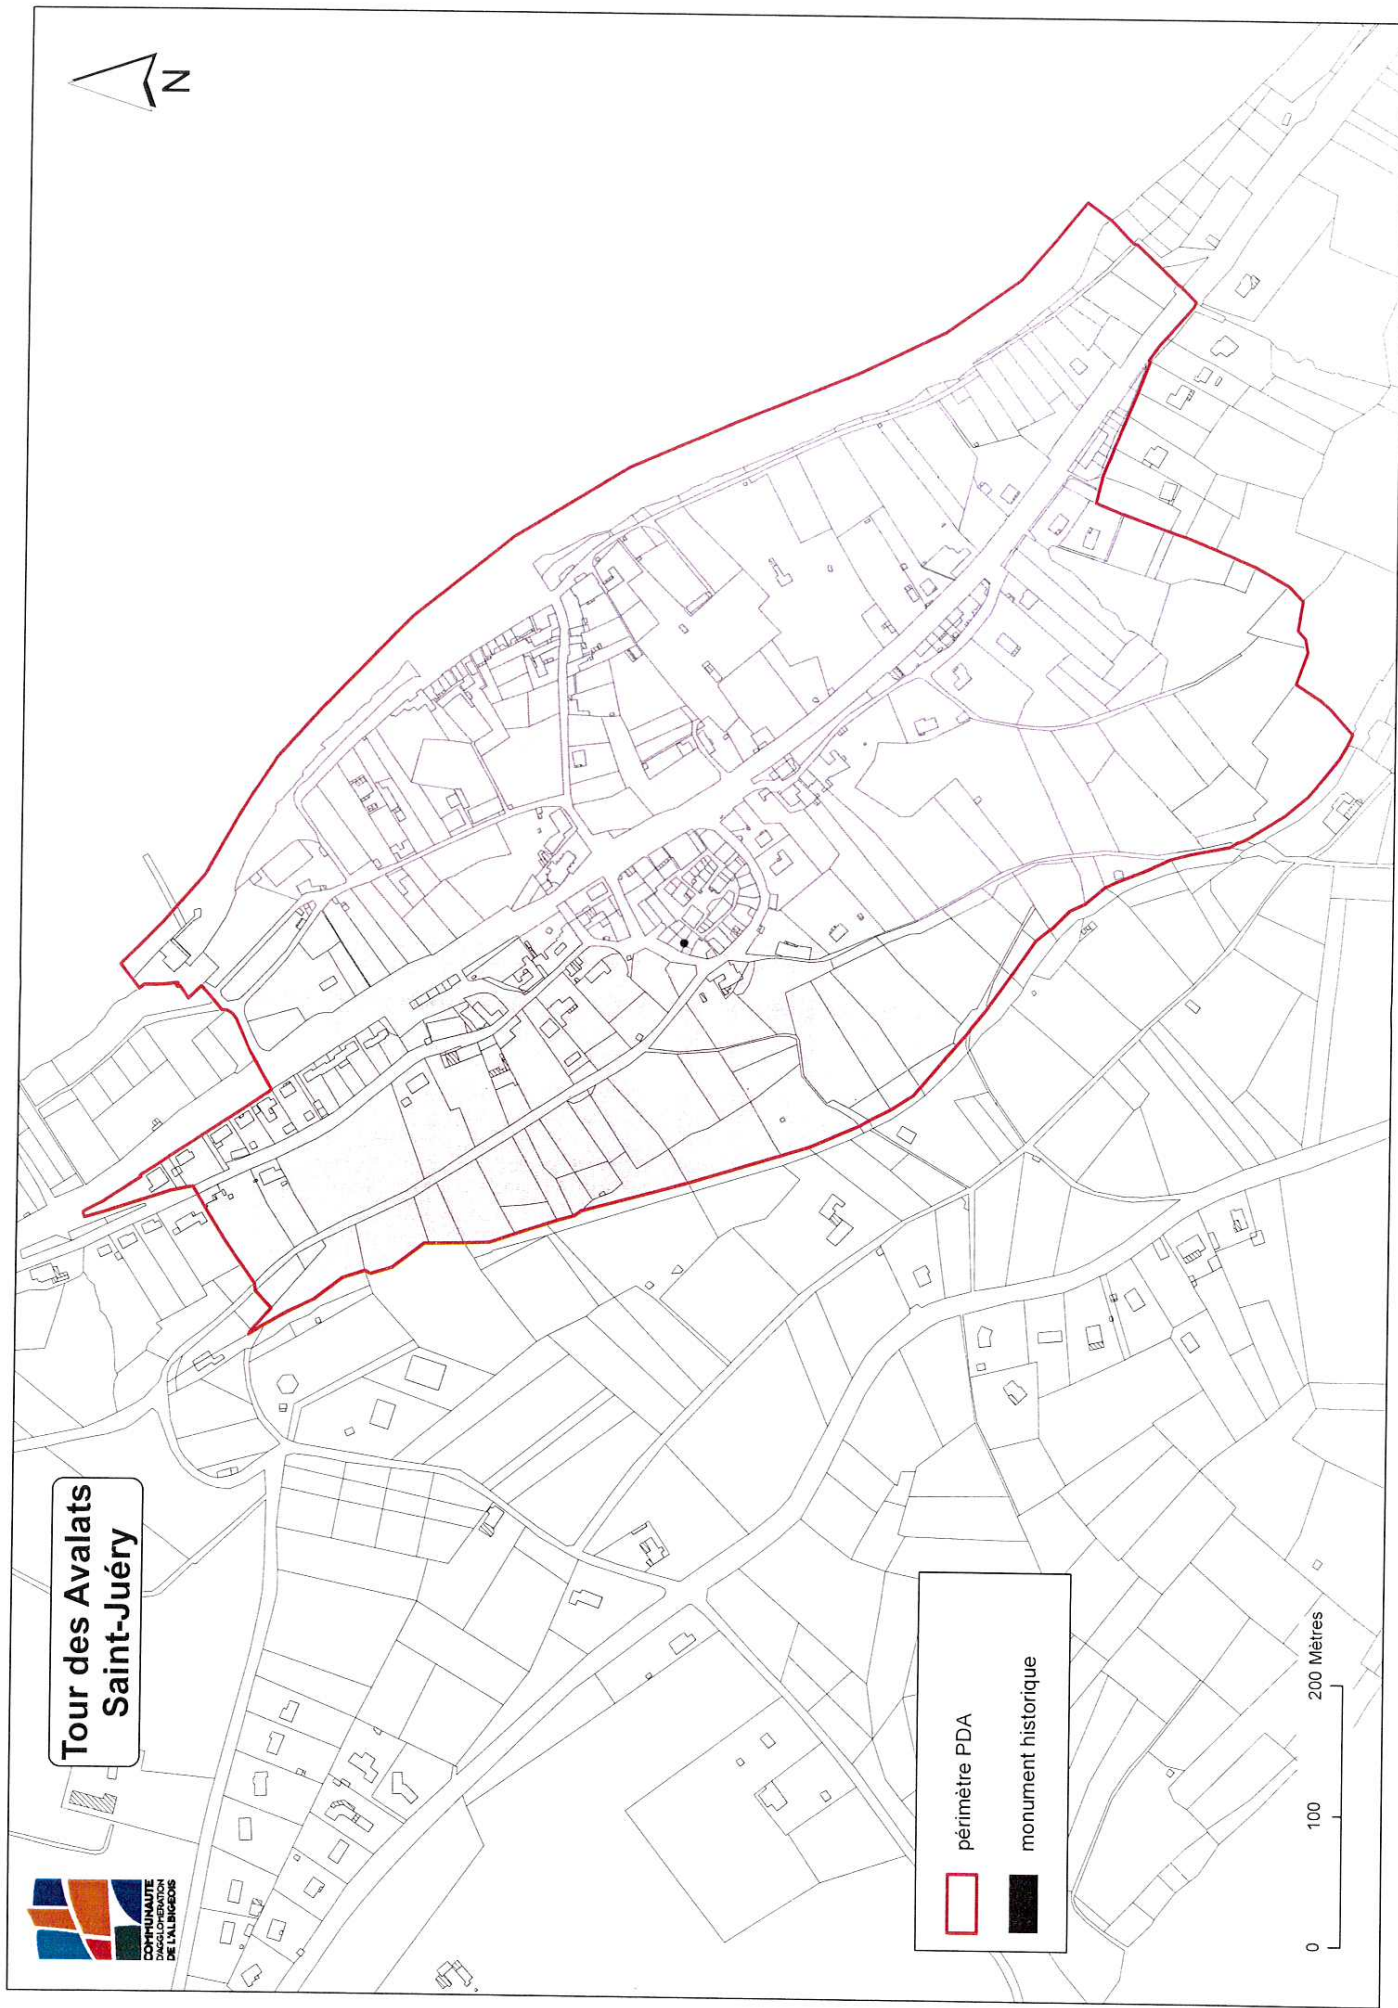 N
Tour des Avalats
Saint-Juéry
COMMUNAUTE
D'AGGLOMERATION
DE L'ALBIGEOIS
périmètre PDA
monument historique
0 100 200 Mètres